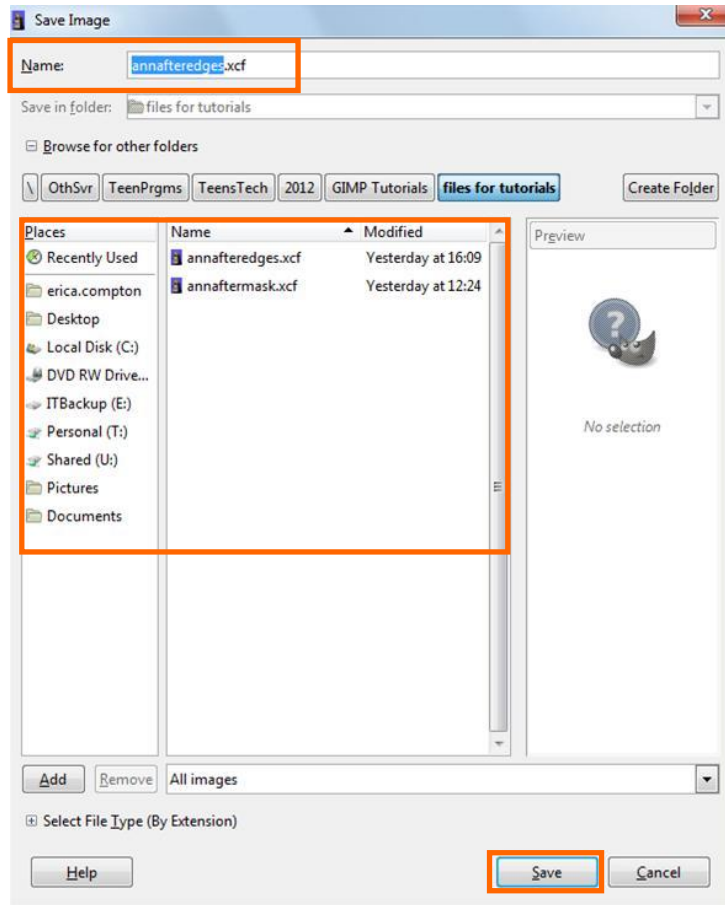 Save Image
Name: annafteredges.xcf
Save in folder: files for tutorials
Browse for other folders
\ OthSvr TeenPrgms TeensTech 2012 GIMP Tutorials files for tutorials Create Folder
Places Name Modified Preview
Recently Used annafteredges.xcf Yesterday at 16:09
erica.compton annaftermask.xcf Yesterday at 12:24
Desktop
Local Disk (C:)
DVD RW Drive...
ITBackup (E:)
Personal (T:)
No selection
Shared (U:)
Pictures
Documents
Add Remove All images
Select File Type (By Extension)
Help Save Cancel